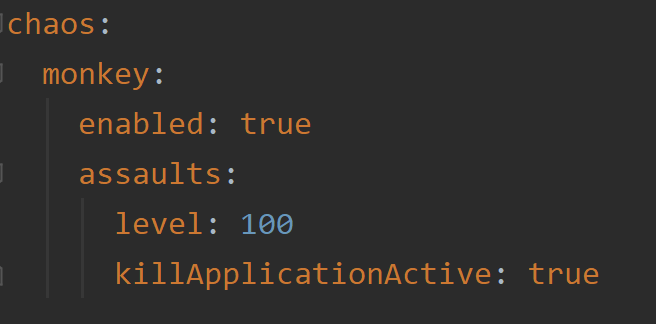 chaos:
monkey:
enabled: true
assaults:
level: 100
killApplicationActive: true